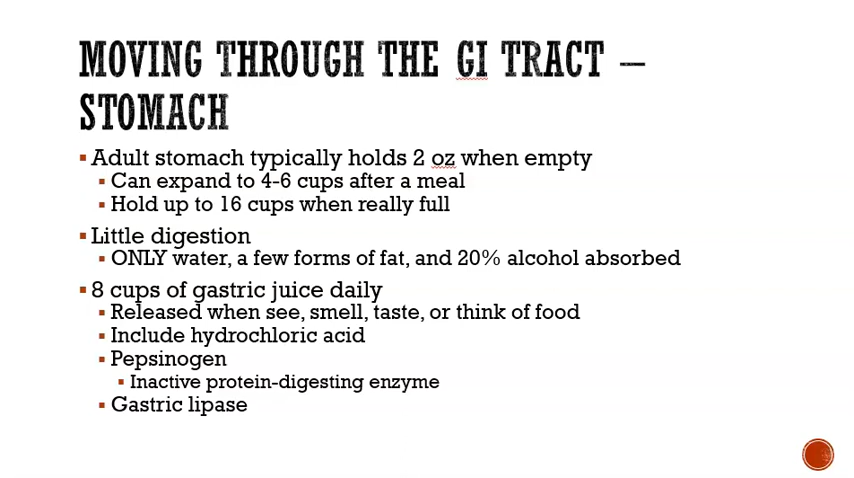 MOVING THROUGH THE GI TRACT –
STOMACH
▪ Adult stomach typically holds 2 oz when empty
▪ Can expand to 4-6 cups after a meal
▪ Hold up to 16 cups when really full
▪ Little digestion
▪ ONLY water, a few forms of fat, and 20% alcohol absorbed
▪ 8 cups of gastric juice daily
▪ Released when see, smell, taste, or think of food
▪ Include hydrochloric acid
▪ Pepsinogen
▪ Inactive protein-digesting enzyme
▪ Gastric lipase